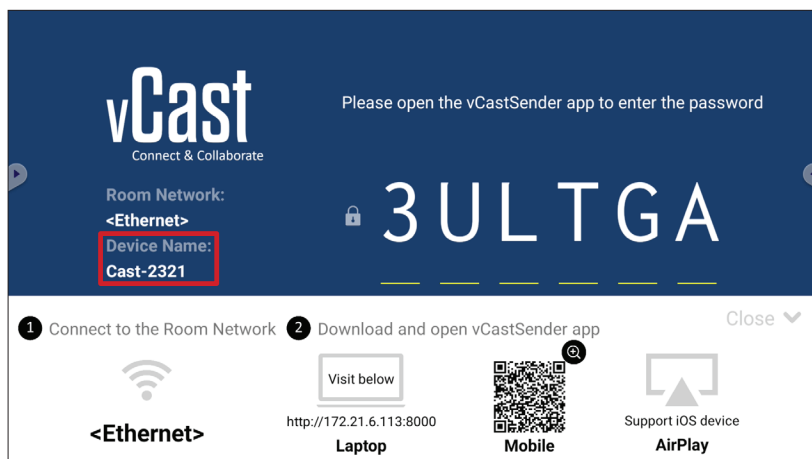 vCast
Connect & Collaborate
Please open the vCastSender app to enter the password
Room Network:
<Ethernet>
Device Name:
Cast-2321
3ULTGA
Close
1 Connect to the Room Network
<Ethernet>
2 Download and open vCastSender app
Visit below
http://172.21.6.113:8000
Laptop
Mobile
Support iOS device
AirPlay